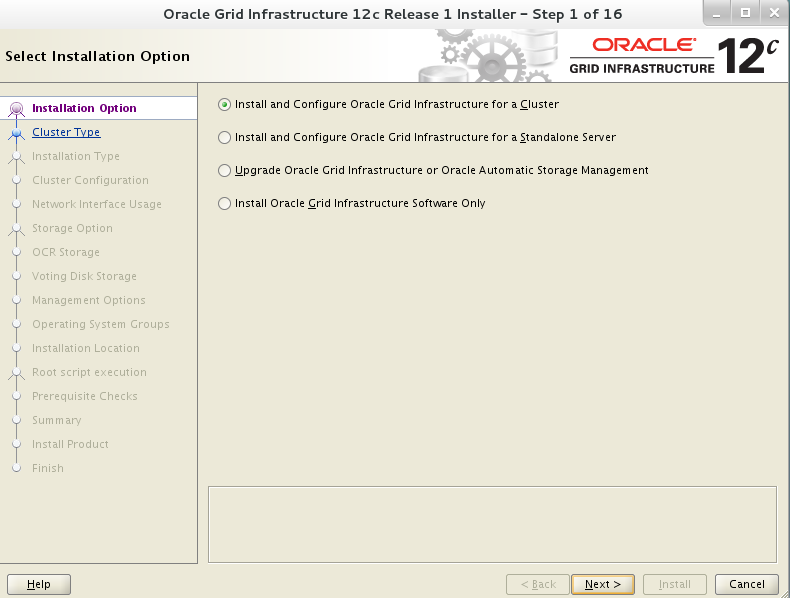 Oracle Grid Infrastructure 12c Release 1 Installer - Step 1 of 16
Select Installation Option
ORACLE
GRID INFRASTRUCTURE
12c
Installation Option
Cluster Type
Installation Type
Cluster Configuration
Network Interface Usage
Storage Option
OCR Storage
Voting Disk Storage
Management Options
Operating System Groups
Installation Location
Root script execution
Prerequisite Checks
Summary
Install Product
Finish
Install and Configure Oracle Grid Infrastructure for a Cluster
Install and Configure Oracle Grid Infrastructure for a Standalone Server
Upgrade Oracle Grid Infrastructure or Oracle Automatic Storage Management
Install Oracle Grid Infrastructure Software Only
Help
< Back
Next >
Install
Cancel